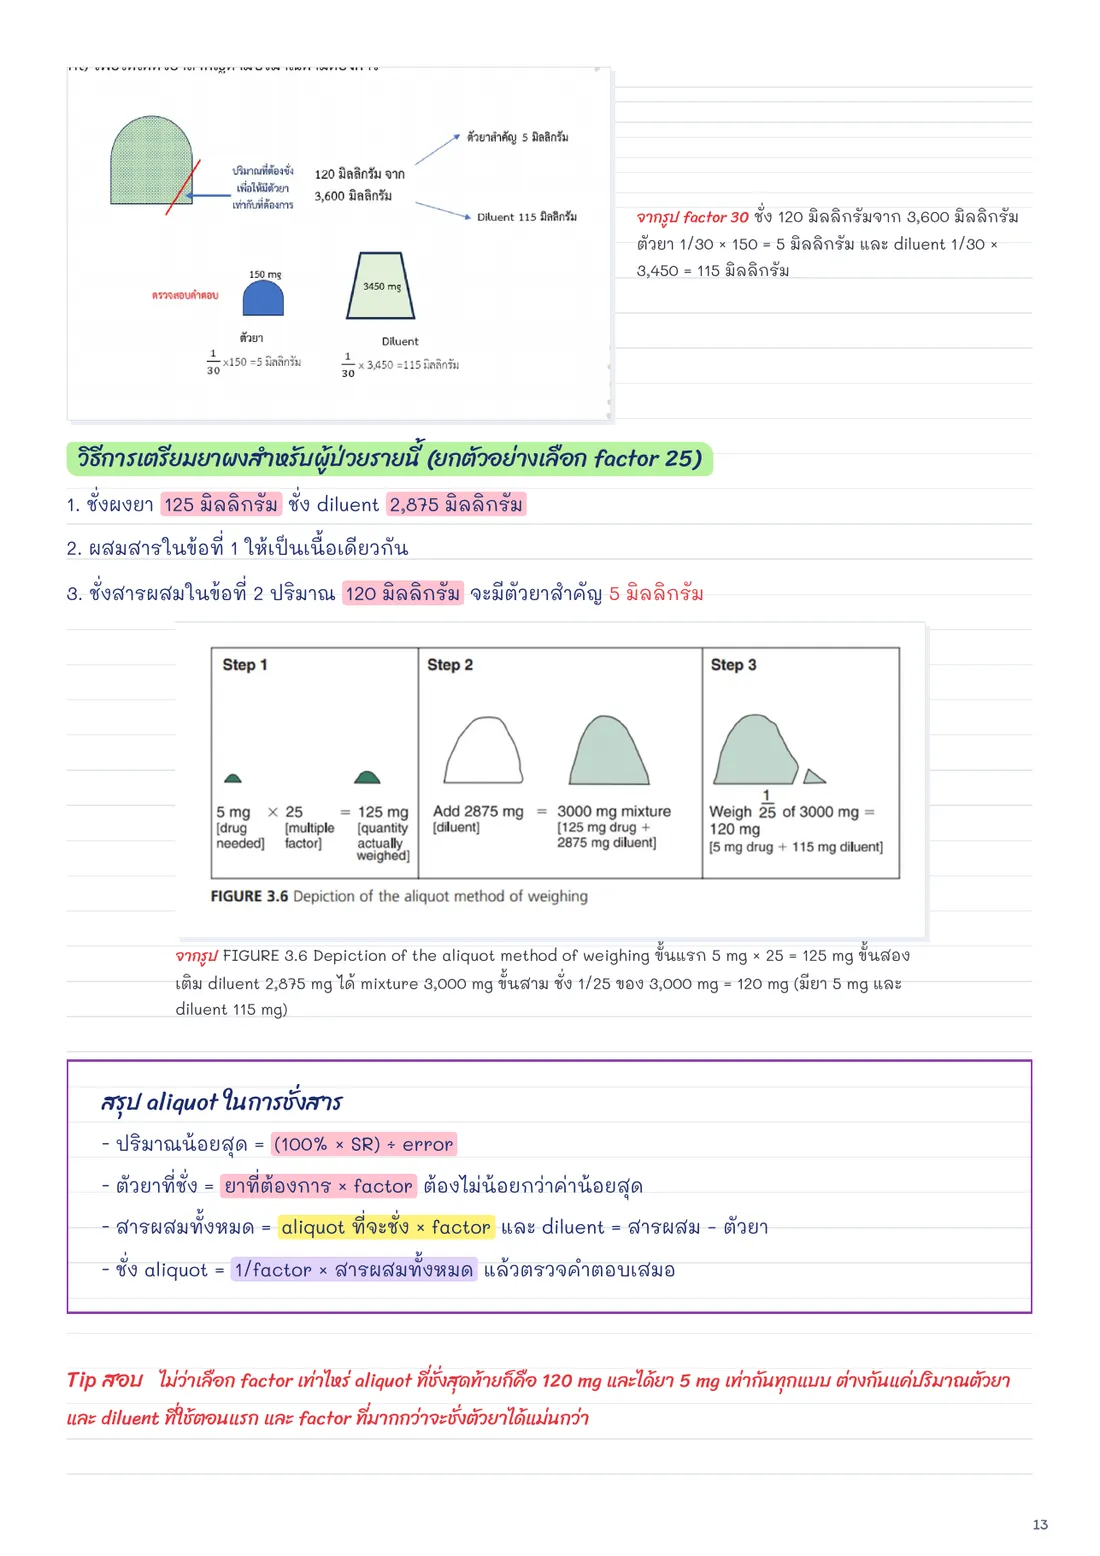 ปริมาณที่ต้องชั่ง
เพื่อให้มีตัวยา
เท่ากับที่ต้องการ
120 มิลลิกรัม จาก
3,600 มิลลิกรัม
ตัวยาสำคัญ 5 มิลลิกรัม
Diluent 115 มิลลิกรัม
ตรวจสอบคำตอบ
150 mg
3450 mg
ตัวยา
Diluent
1/30 ×150 =5 มิลลิกรัม
1/30 × 3,450 =115 มิลลิกรัม
จากรูป factor 30 ชั่ง 120 มิลลิกรัมจาก 3,600 มิลลิกรัม
ตัวยา 1/30 × 150 = 5 มิลลิกรัม และ diluent 1/30 ×
3,450 = 115 มิลลิกรัม
วิธีการเตรียมยาผงสำหรับผู้ป่วยรายนี้ (ยกตัวอย่างเลือก factor 25)
1. ชั่งผงยา 125 มิลลิกรัม ชั่ง diluent 2,875 มิลลิกรัม
2. ผสมสารในข้อที่ 1 ให้เป็นเนื้อเดียวกัน
3. ชั่งสารผสมในข้อที่ 2 ปริมาณ 120 มิลลิกรัม จะมีตัวยาสำคัญ 5 มิลลิกรัม
Step 1
5 mg × 25 = 125 mg
[drug [multiple [quantity
needed] factor] actually
weighed]
Step 2
Add 2875 mg = 3000 mg mixture
[diluent] [125 mg drug +
2875 mg diluent]
Step 3
Weigh 1/25 of 3000 mg =
120 mg
[5 mg drug + 115 mg diluent]
FIGURE 3.6 Depiction of the aliquot method of weighing
จากรูป FIGURE 3.6 Depiction of the aliquot method of weighing ขั้นแรก 5 mg × 25 = 125 mg ขั้นสอง
เติม diluent 2,875 mg ได้ mixture 3,000 mg ขั้นสาม ชั่ง 1/25 ของ 3,000 mg = 120 mg (มียา 5 mg และ
diluent 115 mg)
สรุป aliquot ในการชั่งสาร
- ปริมาณน้อยสุด = (100% × SR) ÷ error
- ตัวยาที่ชั่ง = ยาที่ต้องการ × factor ต้องไม่น้อยกว่าค่าน้อยสุด
- สารผสมทั้งหมด = aliquot ที่จะชั่ง × factor และ diluent = สารผสม - ตัวยา
- ชั่ง aliquot = 1/factor × สารผสมทั้งหมด แล้วตรวจคำตอบเสมอ
Tip สอบ ไม่ว่าเลือก factor เท่าไหร่ aliquot ที่ชั่งสุดท้ายก็คือ 120 mg และได้ยา 5 mg เท่ากันทุกแบบ ต่างกันแค่ปริมาณตัวยา
และ diluent ที่ใช้ตอนแรก และ factor ที่มากกว่าจะชั่งตัวยาได้แม่นกว่า
13